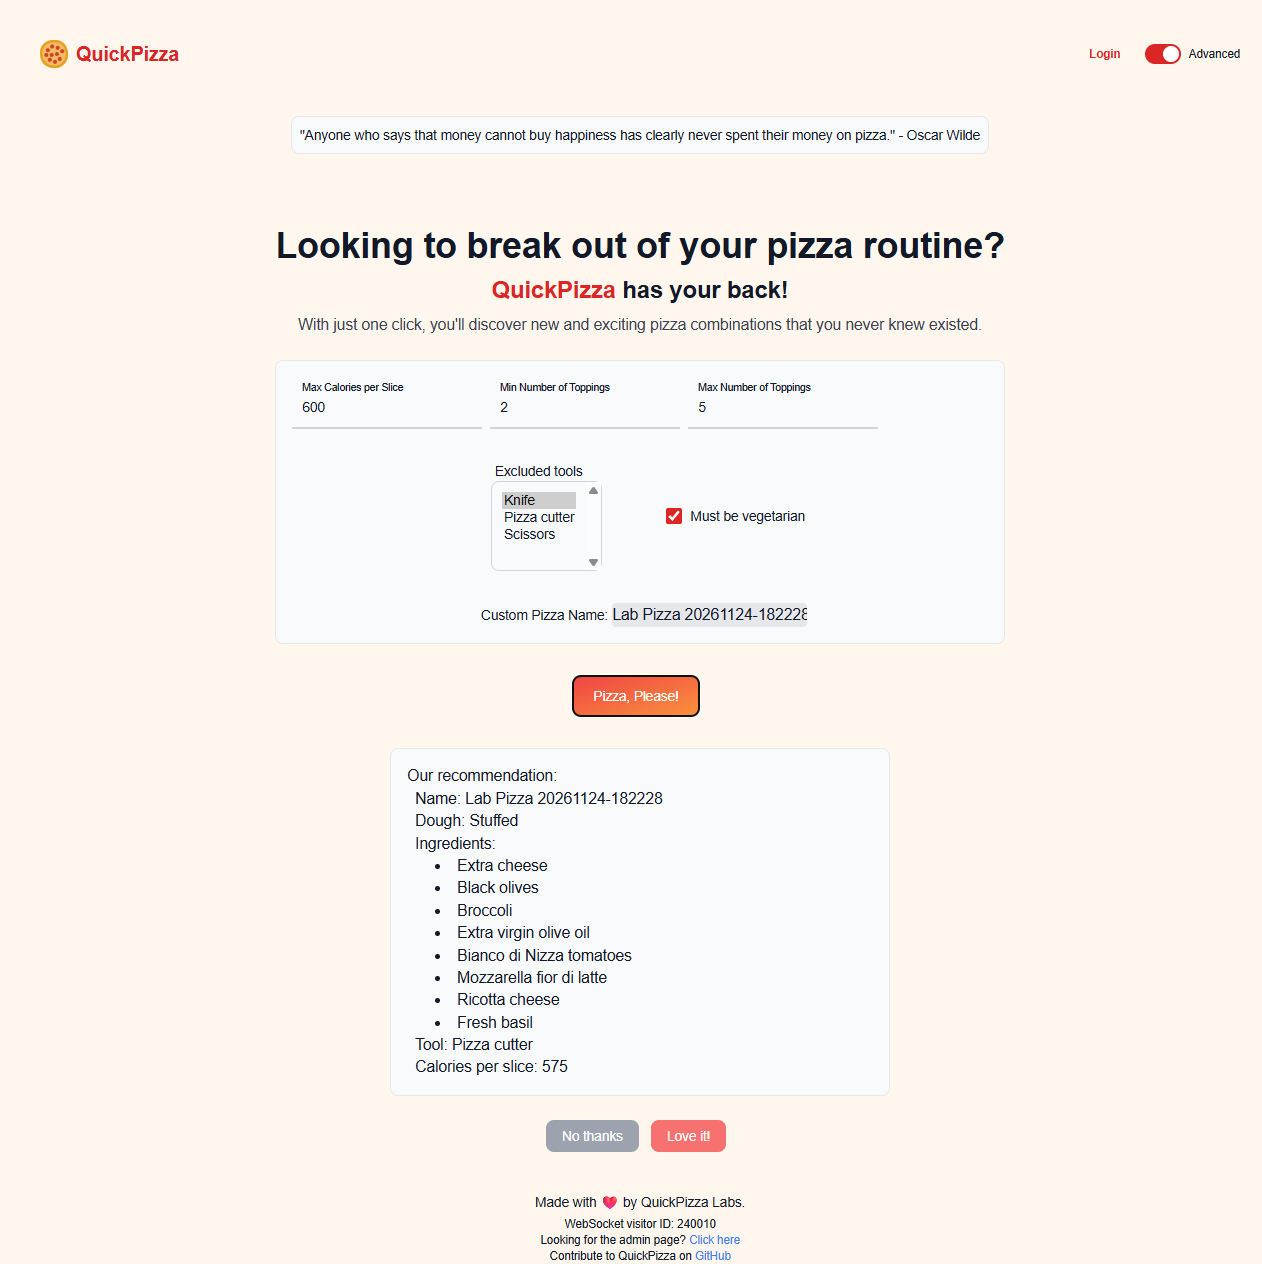 QuickPizza
Login
Advanced
"Anyone who says that money cannot buy happiness has clearly never spent their money on pizza." - Oscar Wilde
Looking to break out of your pizza routine?
QuickPizza has your back!
With just one click, you'll discover new and exciting pizza combinations that you never knew existed.
Max Calories per Slice
600
Min Number of Toppings
2
Max Number of Toppings
5
Excluded tools
Knife
Pizza cutter
Scissors
Must be vegetarian
Custom Pizza Name: Lab Pizza 20261124-182228
Pizza, Please!
Our recommendation:
Name: Lab Pizza 20261124-182228
Dough: Stuffed
Ingredients:
Extra cheese
Black olives
Broccoli
Extra virgin olive oil
Bianco di Nizza tomatoes
Mozzarella fior di latte
Ricotta cheese
Fresh basil
Tool: Pizza cutter
Calories per slice: 575
No thanks
Love it!
Made with ❤️ by QuickPizza Labs.
WebSocket visitor ID: 240010
Looking for the admin page? Click here
Contribute to QuickPizza on GitHub